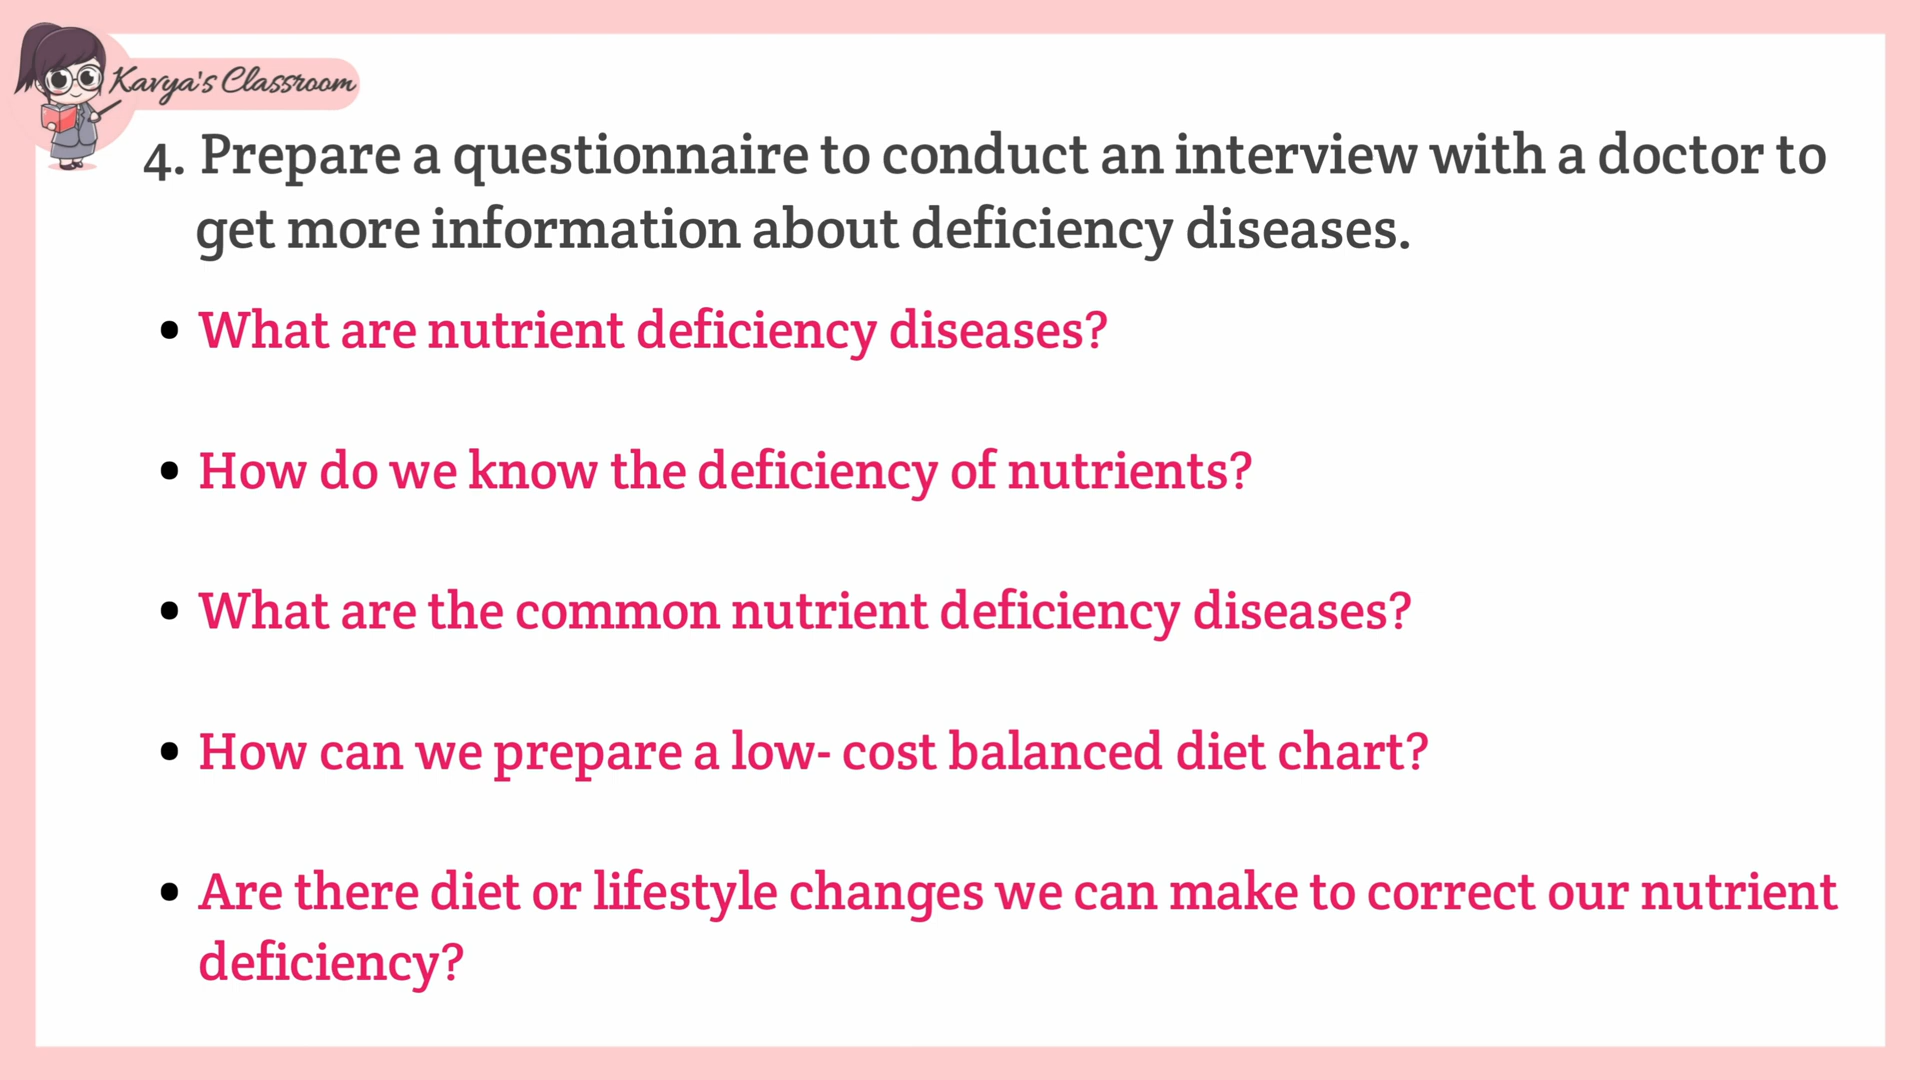 Kavya's Classroom
4. Prepare a questionnaire to conduct an interview with a doctor to
get more information about deficiency diseases.
• What are nutrient deficiency diseases?
• How do we know the deficiency of nutrients?
• What are the common nutrient deficiency diseases?
• How can we prepare a low- cost balanced diet chart?
• Are there diet or lifestyle changes we can make to correct our nutrient
deficiency?